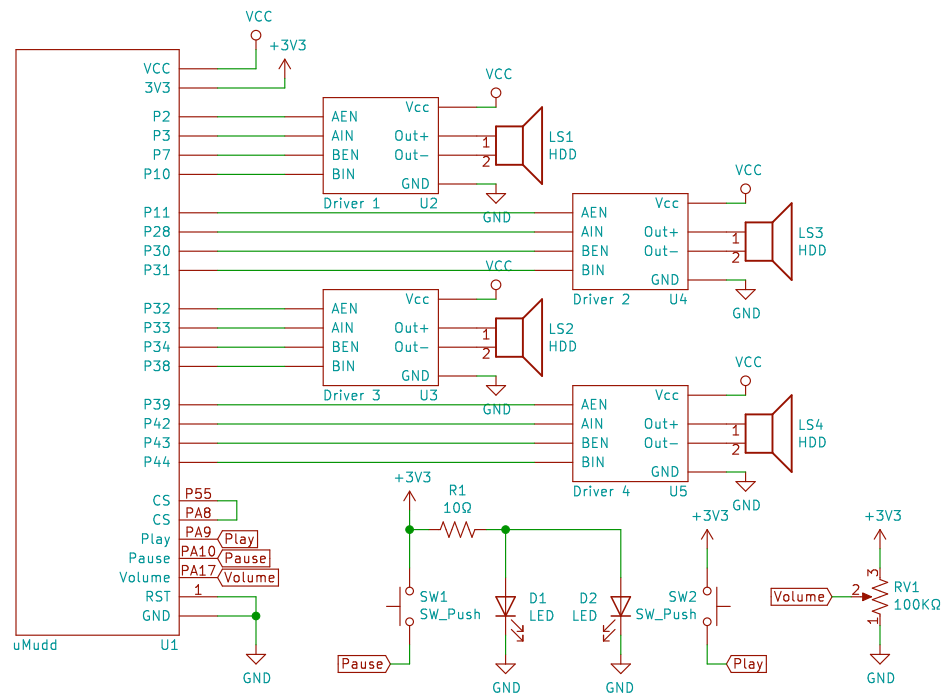 VCC
+3V3
VCC
3V3
P2
P3
P7
P10
P11
P28
P30
P31
P32
P33
P34
P38
P39
P42
P43
P44
CS P55
CS PA8
Play PA9 Play
Pause PA10 Pause
Volume PA17 Volume
RST 1
GND
uMudd U1
GND
VCC
Vcc
AEN
AIN Out+ 1 LS1
BEN Out- 2 HDD
BIN
GND
Driver 1 U2
GND
VCC
Vcc
AEN
AIN Out+ 1 LS3
BEN Out- 2 HDD
BIN
GND
Driver 2 U4
GND
VCC
Vcc
AEN
AIN Out+ 1 LS2
BEN Out- 2 HDD
BIN
GND
Driver 3 U3
GND
VCC
Vcc
AEN
AIN Out+ 1 LS4
BEN Out- 2 HDD
BIN
GND
Driver 4 U5
GND
+3V3
R1
10Ω
SW1
SW_Push
Pause
D1
LED
GND
D2
LED
GND
+3V3
SW2
SW_Push
Play
+3V3
3
Volume 2 RV1
100KΩ
1
GND